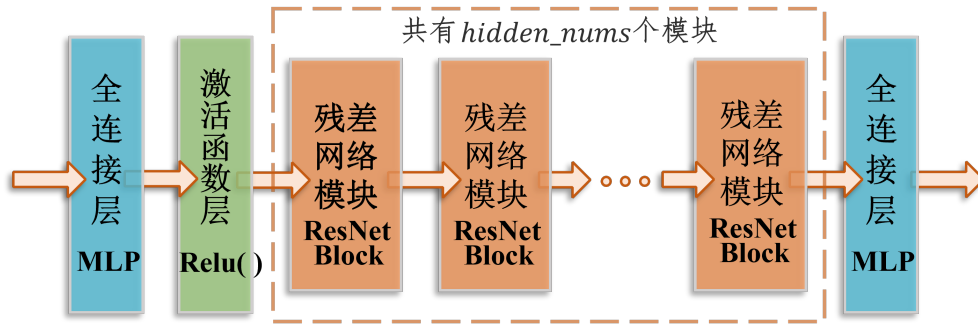 共有hidden_nums个模块
全连接层
MLP
激活函数层
Relu( )
残差
网络
模块
ResNet
Block
残差
网络
模块
ResNet
Block
残差
网络
模块
ResNet
Block
全连接层
MLP